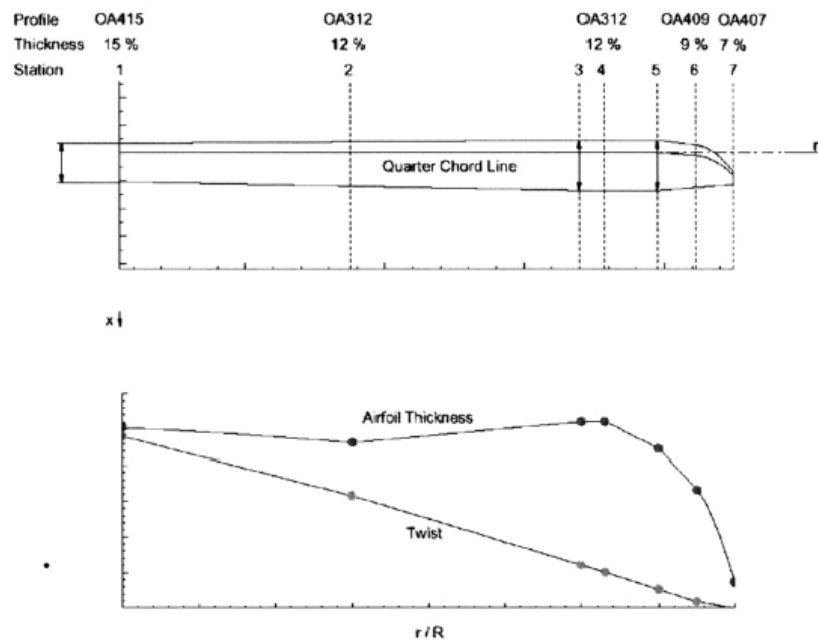 Profile OA415 OA312 OA312 OA409 OA407
Thickness 15 % 12 % 12 % 9 % 7 %
Station 1 2 3 4 5 6 7
r
Quarter Chord Line
x
Airfoil Thickness
Twist
r / R